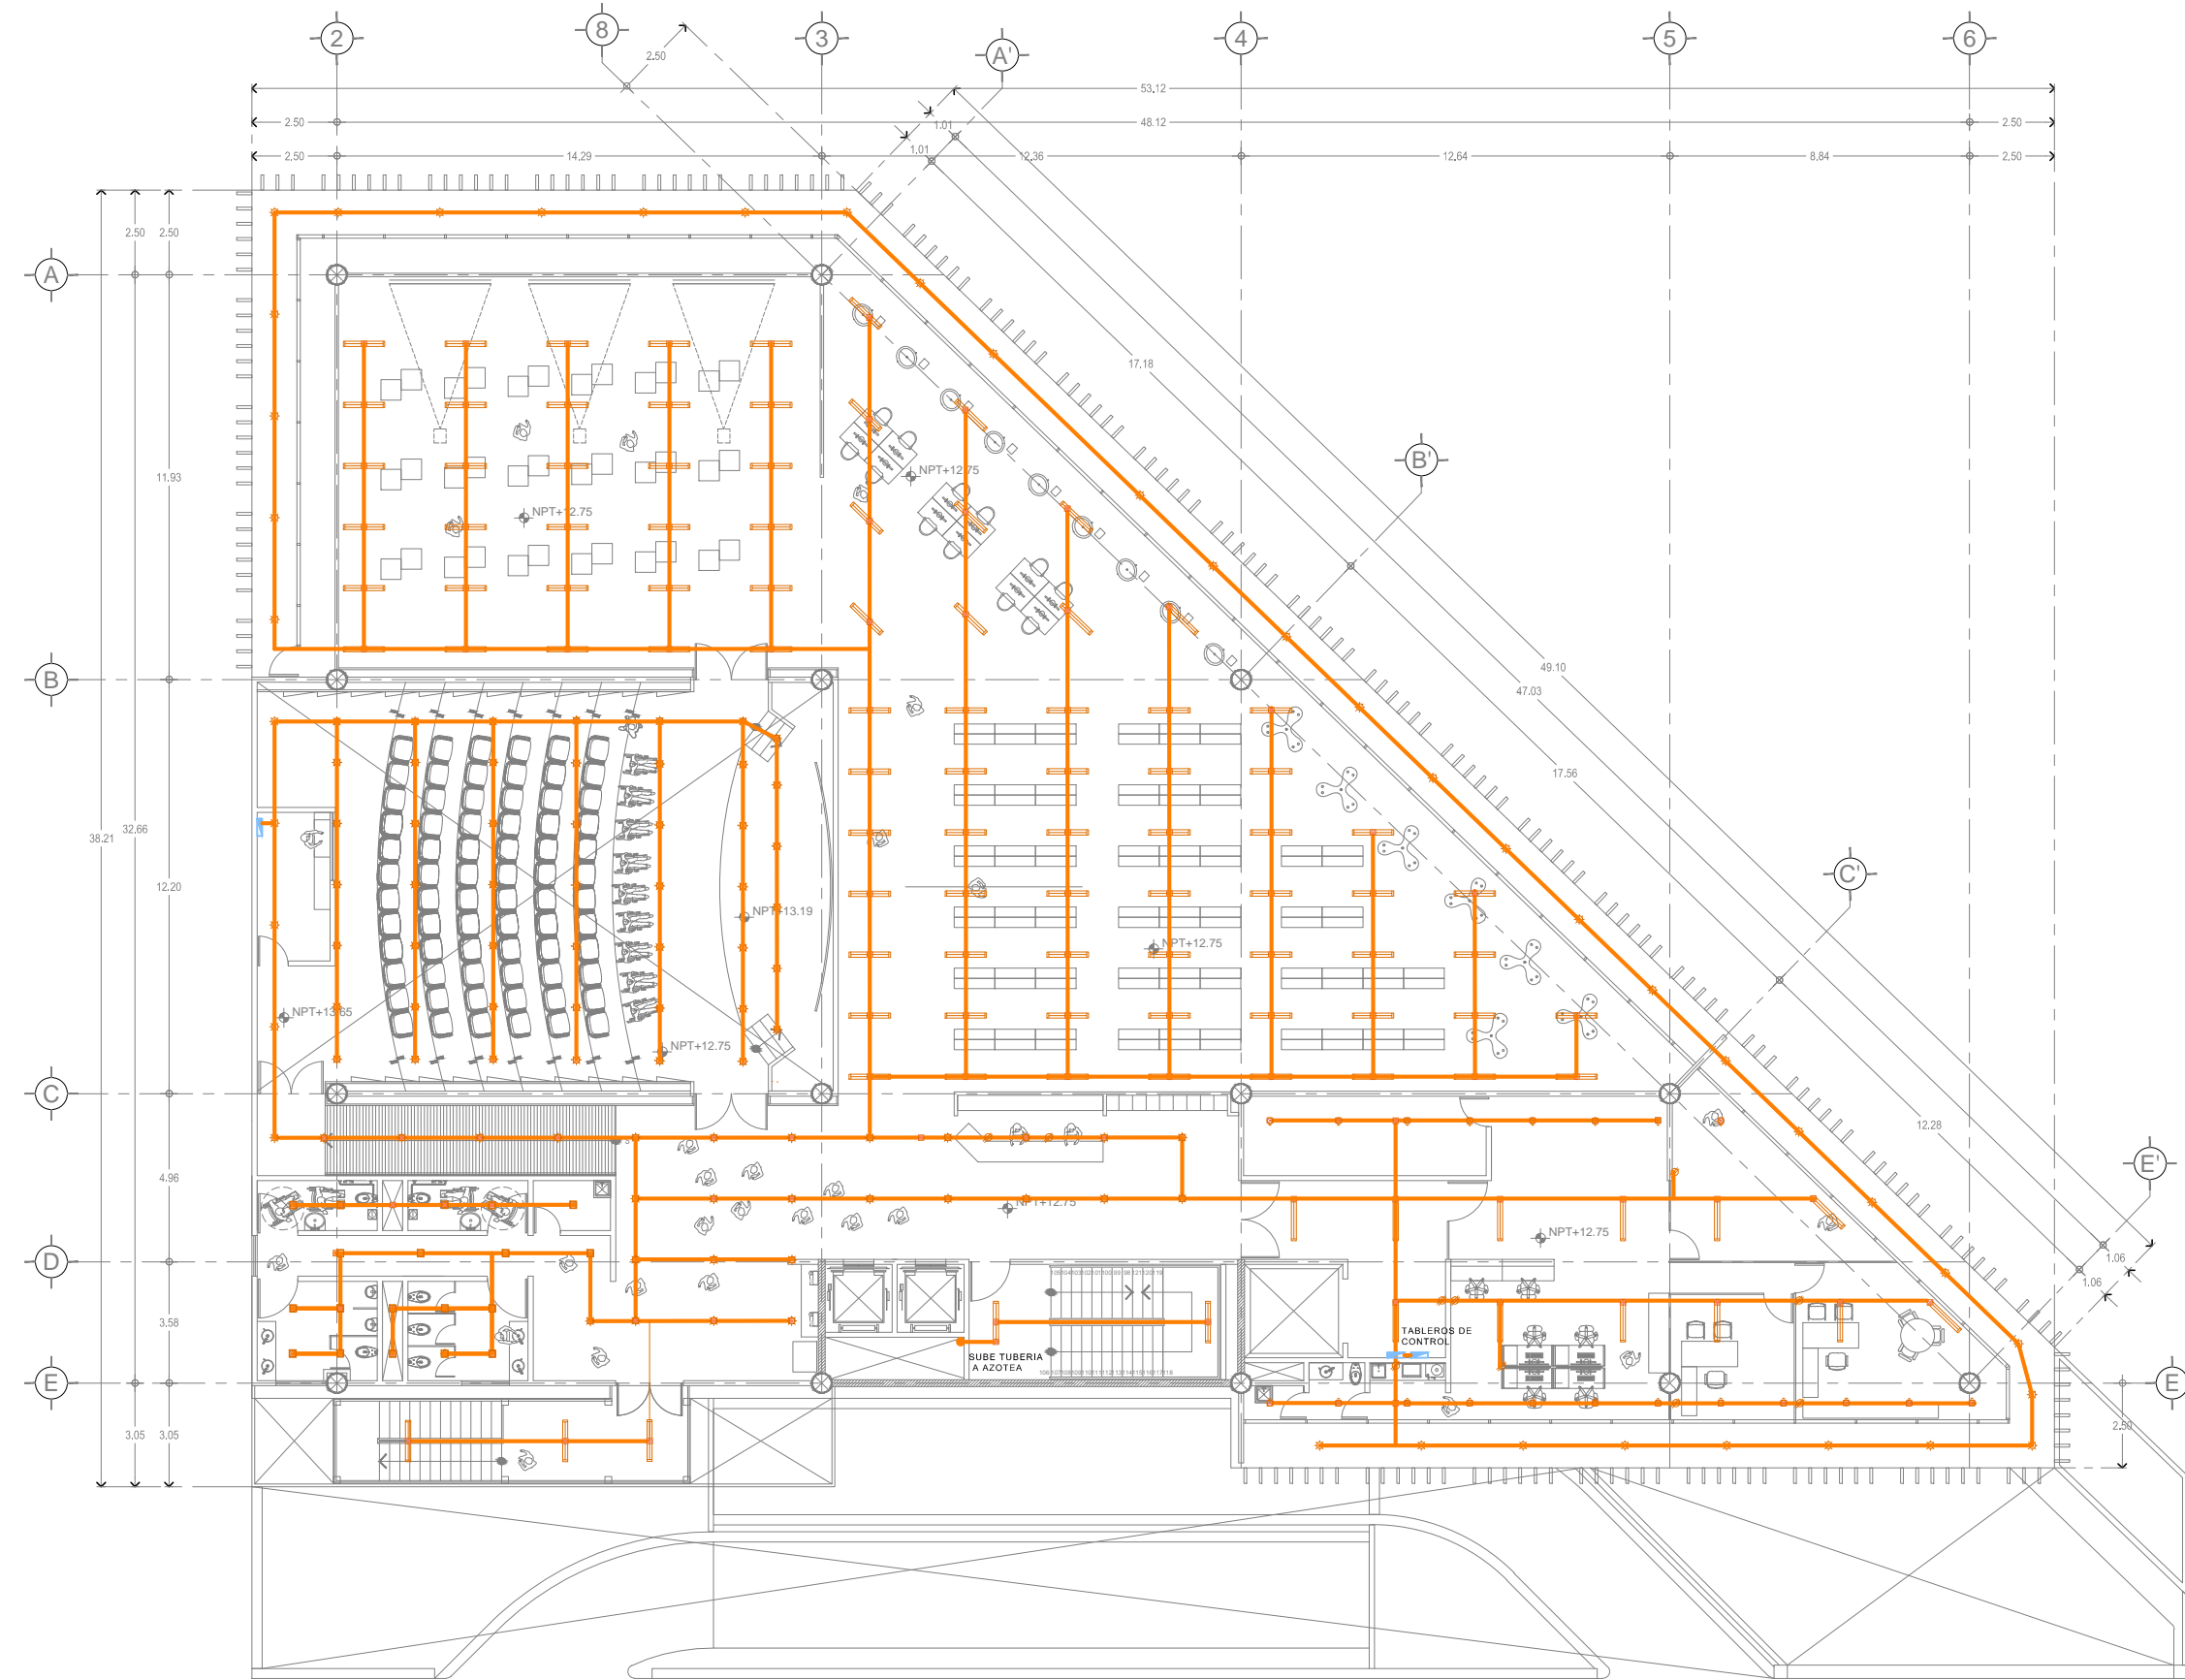 2
8
3
A'
4
5
6
2.50
53.12
2.50
1.01
48.12
2.50
2.50
14.29
1.01
12.36
12.64
8.84
2.50
2.50
2.50
A
17.18
B'
11.93
NPT+12.75
NPT+12.75
B
49.10
47.03
17.56
38.21
32.66
12.20
C'
NPT+13.19
NPT+12.75
NPT+13.65
NPT+12.75
C
12.28
4.96
E'
NPT+12.75
NPT+12.75
D
1.06
1.06
3.58
TABLEROS DE
CONTROL
SUBE TUBERIA
A AZOTEA
E
E
3.05
3.05
2.50